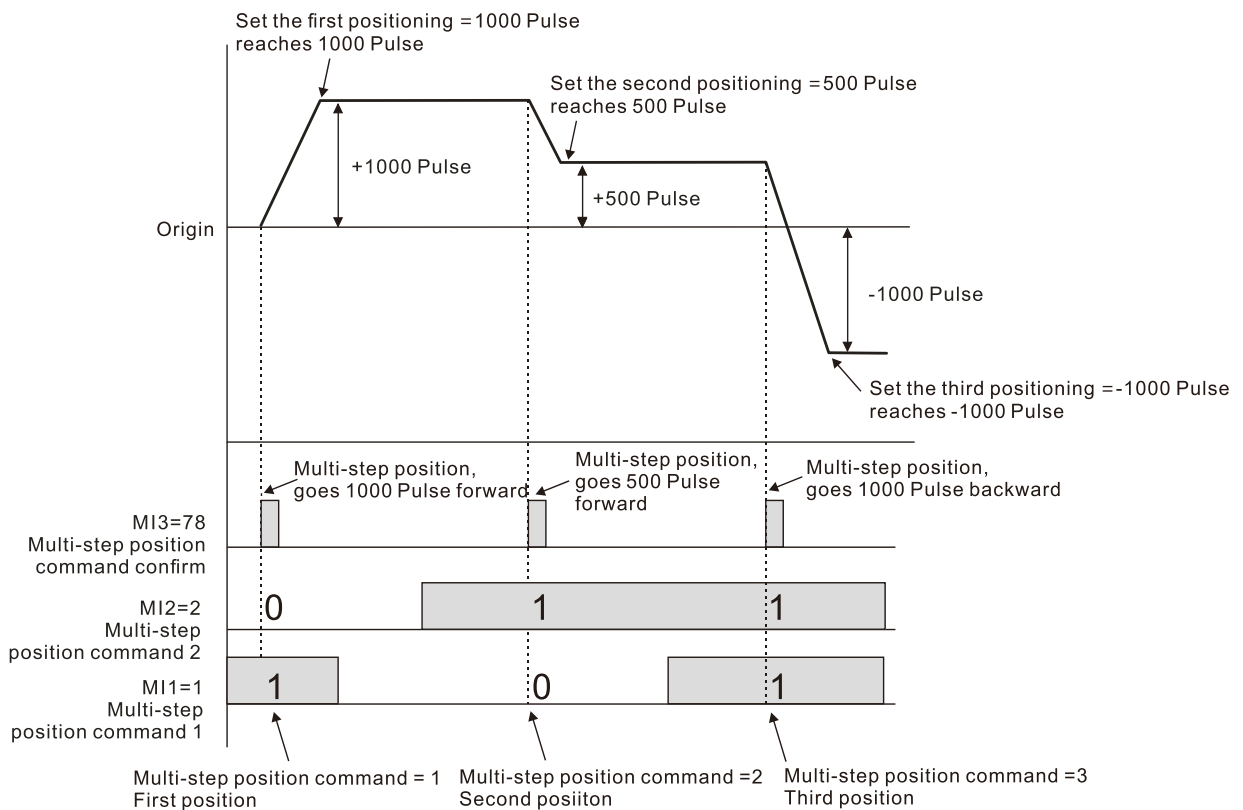 Set the first positioning =1000 Pulse
reaches 1000 Pulse
Set the second positioning =500 Pulse
reaches 500 Pulse
+1000 Pulse
+500 Pulse
Origin
-1000 Pulse
Set the third positioning =-1000 Pulse
reaches -1000 Pulse
Multi-step position,
goes 1000 Pulse forward
Multi-step position,
goes 500 Pulse
forward
Multi-step position,
goes 1000 Pulse backward
MI3=78
Multi-step position
command confirm
MI2=2
Multi-step
position command 2
0
1
1
MI1=1
Multi-step
position command 1
1
0
1
Multi-step position command = 1
First position
Multi-step position command =2
Second posiiton
Multi-step position command =3
Third position